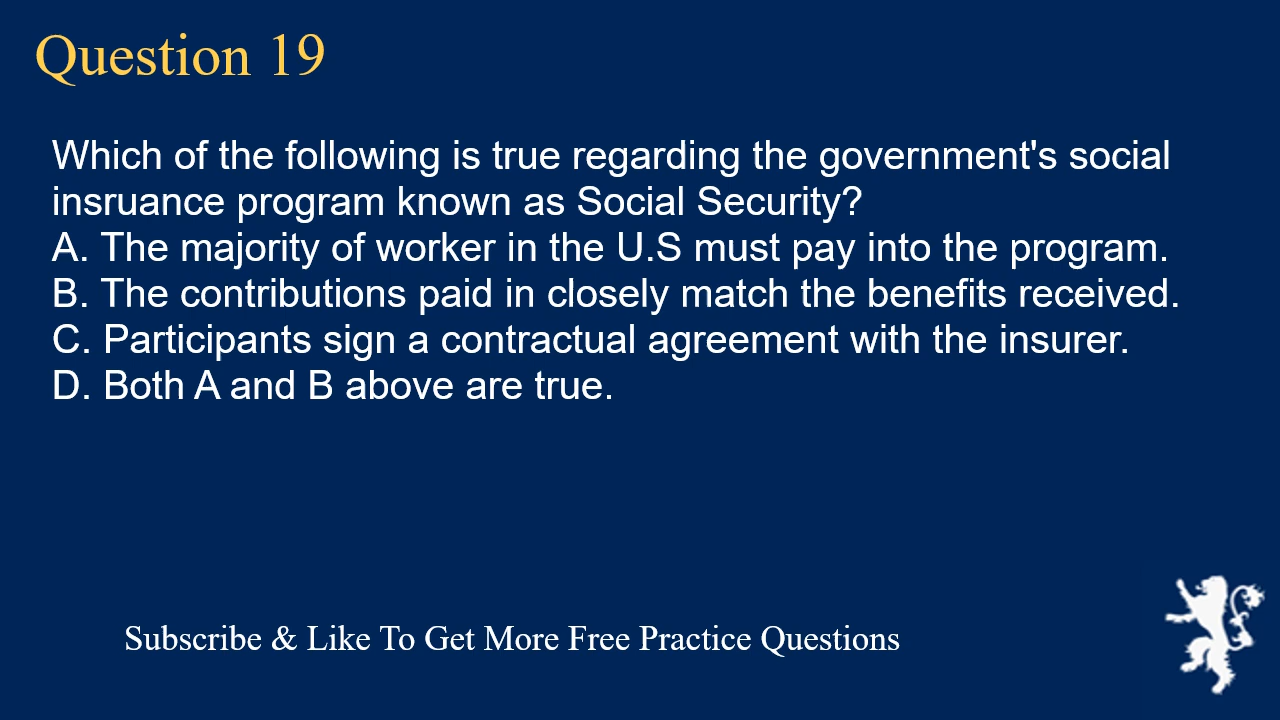 Question 19
Which of the following is true regarding the government's social
insruance program known as Social Security?
A. The majority of worker in the U.S must pay into the program.
B. The contributions paid in closely match the benefits received.
C. Participants sign a contractual agreement with the insurer.
D. Both A and B above are true.
Subscribe & Like To Get More Free Practice Questions